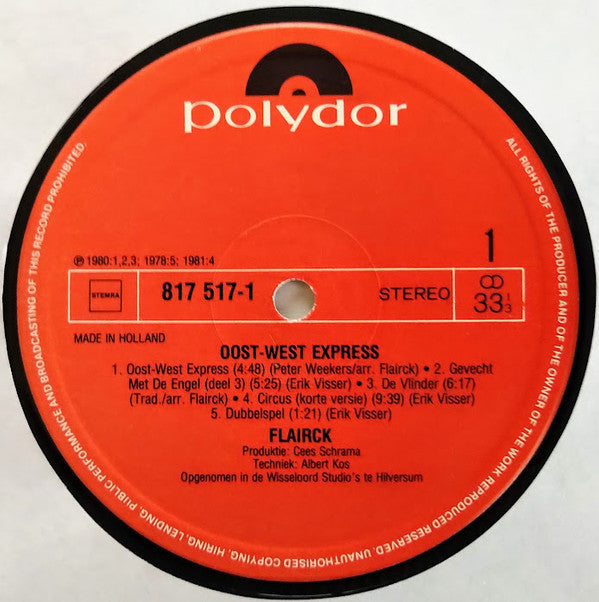 polydor
℗ 1980:1,2,3; 1978:5; 1981:4
1
STEMRA
817 517-1
STEREO
33 1/3
MADE IN HOLLAND
OOST-WEST EXPRESS
1. Oost-West Express (4:48) (Peter Weekers/arr. Flairck) • 2. Gevecht
Met De Engel (deel 3) (5:25) (Erik Visser) • 3. De Vlinder (6:17)
(Trad./arr. Flairck) • 4. Circus (korte versie) (9:39) (Erik Visser)
5. Dubbelspel (1:21) (Erik Visser)
FLAIRCK
Produktie: Cees Schrama
Techniek: Albert Kos
Opgenomen in de Wisseloord Studio's te Hilversum
ALL RIGHTS OF THE PRODUCER AND OF THE OWNER OF THE WORK REPRODUCED RESERVED. UNAUTHORISED COPYING, HIRING, LENDING, PUBLIC PERFORMANCE AND BROADCASTING OF THIS RECORD PROHIBITED.